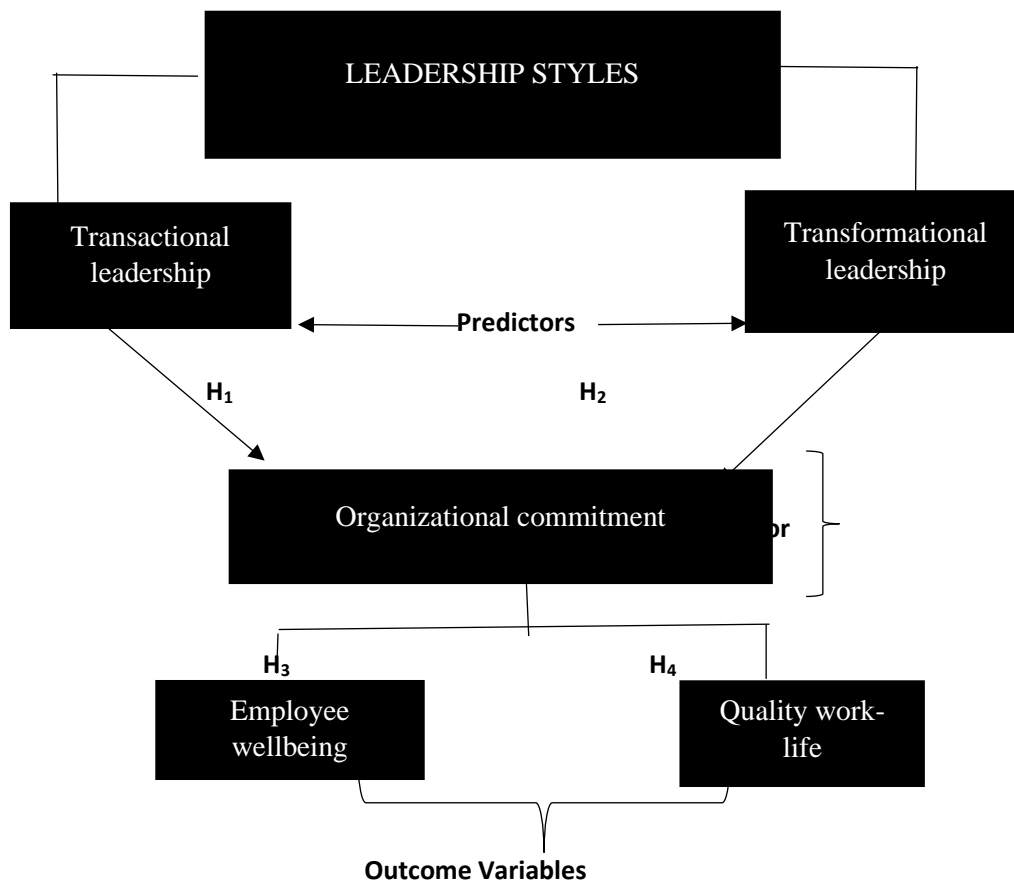 LEADERSHIP STYLES
Transactional
leadership
Transformational
leadership
Predictors
H₁
H₂
Organizational commitment
H₃
H₄
Employee
wellbeing
Quality work-
life
Outcome Variables